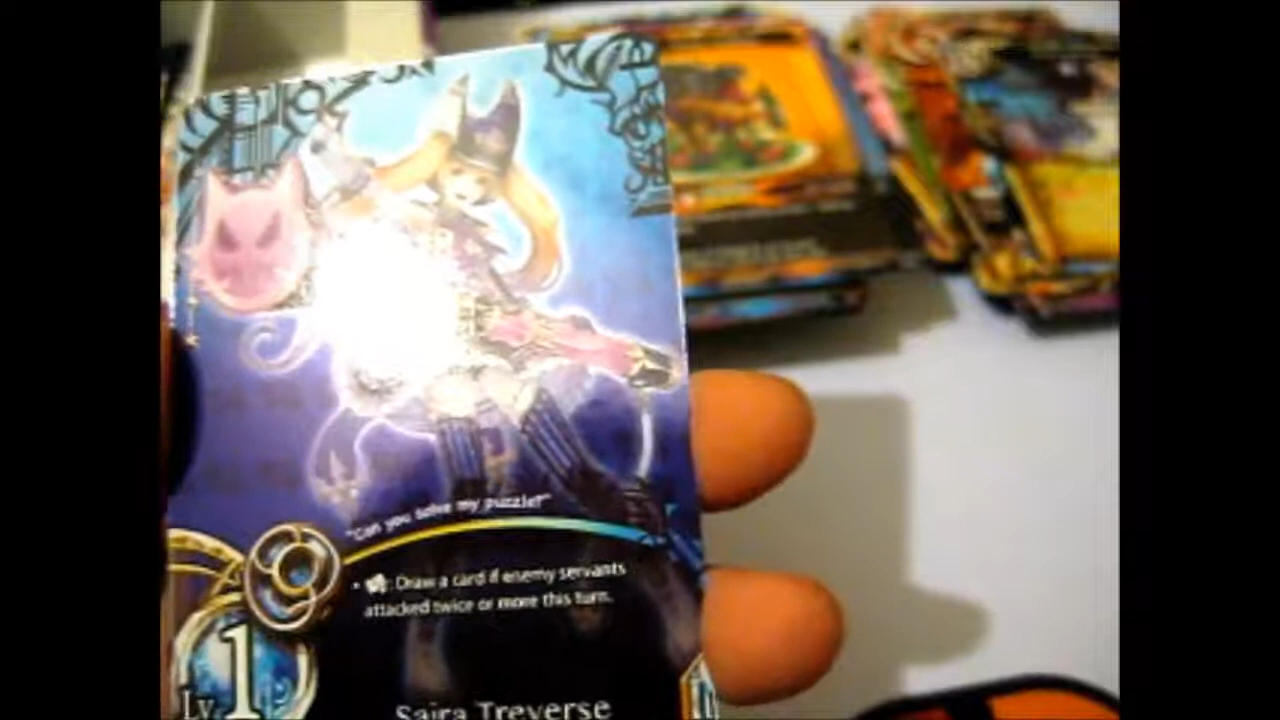 "Can you solve my puzzle?"
• : Draw a card if enemy servants
attacked twice or more this turn.
Lv. 1
Saira Treverse